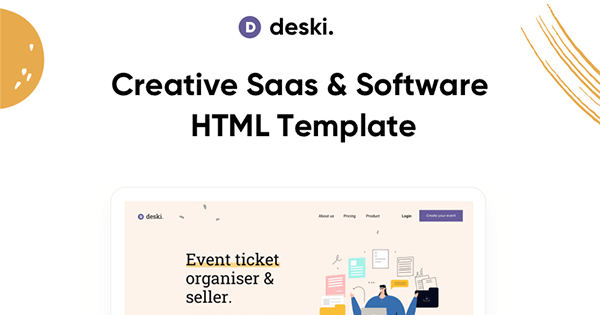 D deski.
Creative Saas & Software
HTML Template
D deski.
About us Pricing Product Login Create your event
Event ticket
organiser &
seller.